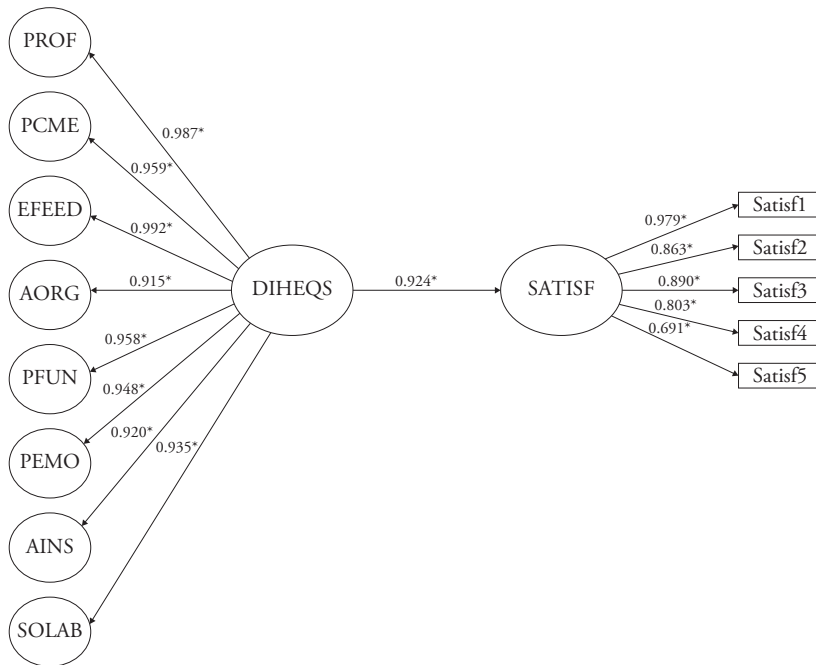 PROF
0.987*
PCME
0.959*
EFEED
0.992*
AORG
0.915*
PFUN
0.958*
PEMO
0.948*
AINS
0.920*
SOLAB
0.935*
DIHEQS
0.924*
SATISF
0.979*
Satisf1
0.863*
Satisf2
0.890*
Satisf3
0.803*
Satisf4
0.691*
Satisf5